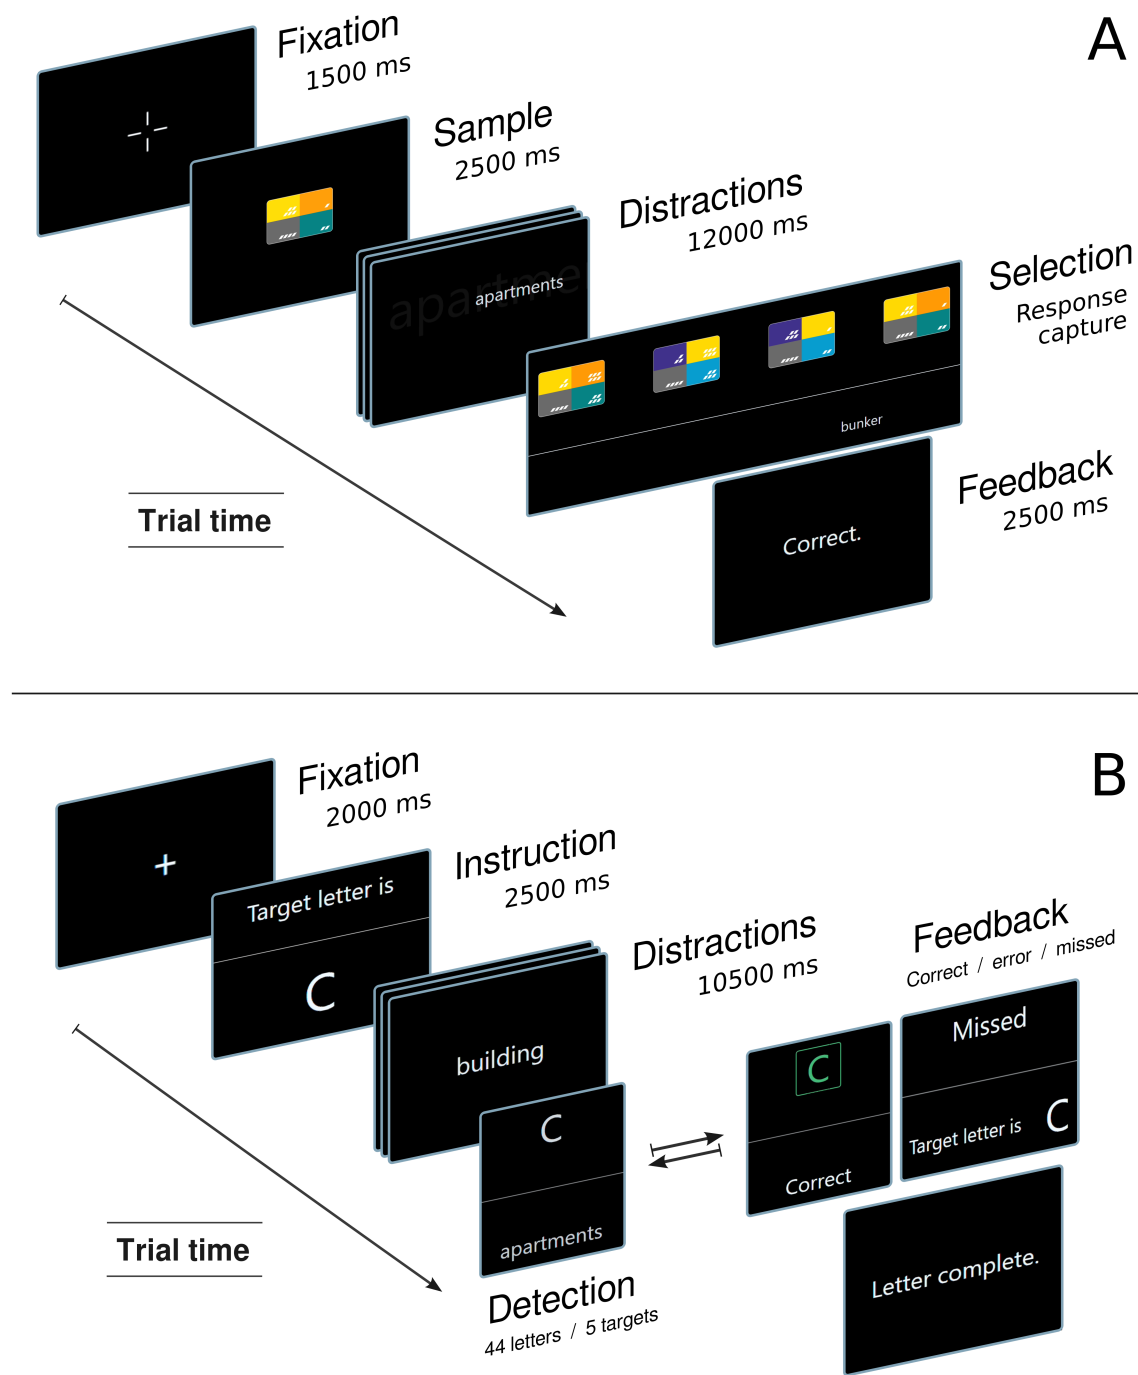 A
Fixation
1500 ms
Sample
2500 ms
Distractions
12000 ms
apartme
apartments
Selection
Response
capture
bunker
Feedback
2500 ms
Correct.
Trial time
B
Fixation
2000 ms
Instruction
2500 ms
Target letter is
C
Distractions
10500 ms
building
Feedback
Correct / error / missed
C
Correct
Missed
Target letter is C
C
apartments
Detection
44 letters / 5 targets
Letter complete.
Trial time